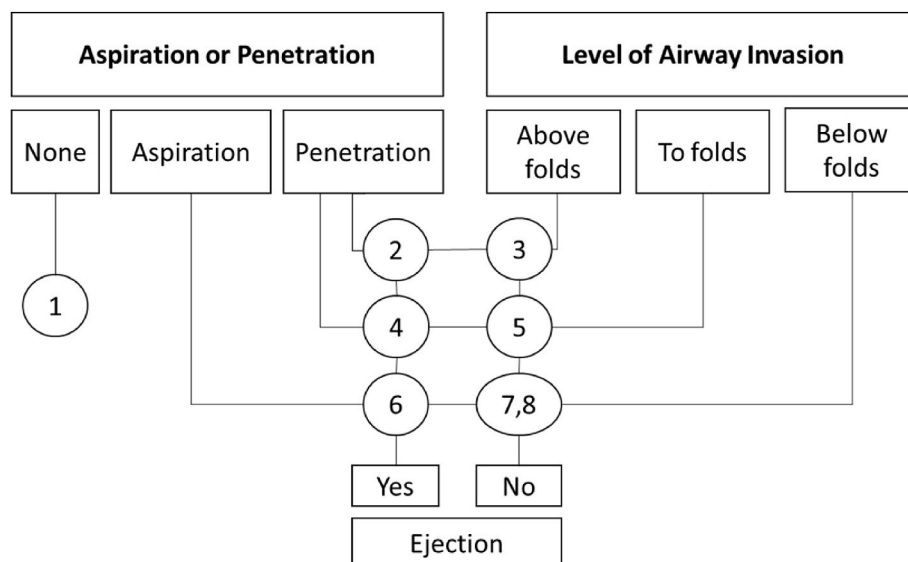 Aspiration or Penetration
Level of Airway Invasion
None
Aspiration
Penetration
Above
folds
To folds
Below
folds
2
3
1
4
5
6
7,8
Yes
No
Ejection